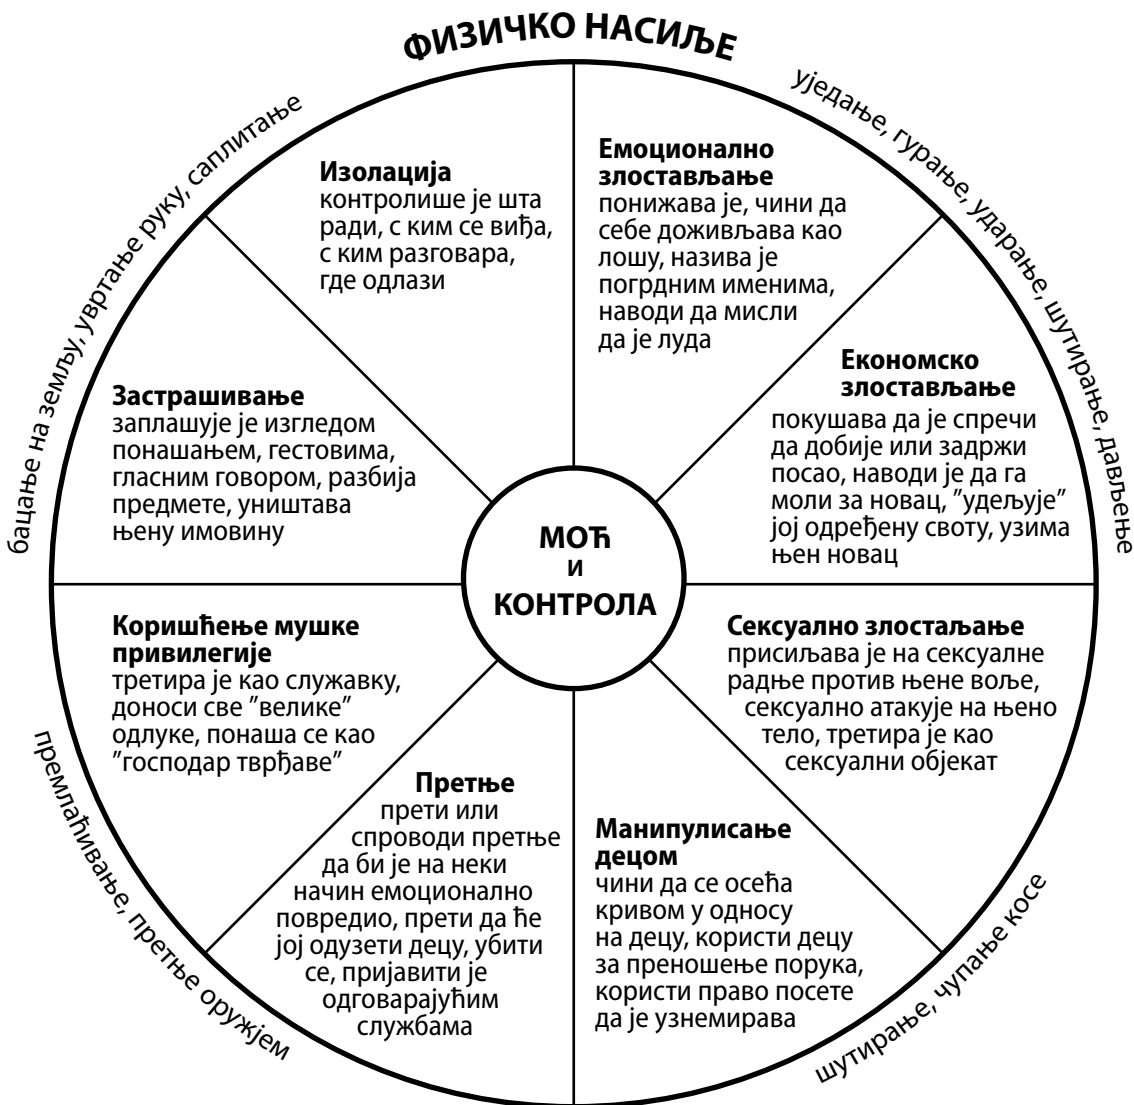 ФИЗИЧКО НАСИЉЕ
уједање, гурање, ударање, шутирање, дављење
шутирање, чупање косе
премлаћивање, претње оружјем
бацање на земљу, увртање руку, саплитање
Емоционално
злостављање
понижава је, чини да
себе доживљава као
лошу, назива је
погрдним именима,
наводи да мисли
да је луда
Економско
злостављање
покушава да је спречи
да добије или задржи
посао, наводи је да га
моли за новац, ”удељује”
јој одређену своту, узима
њен новац
Сексуално злостаљање
присиљава је на сексуалне
радње против њене воље,
сексуално атакује на њено
тело, третира је као
сексуални објекат
Манипулисање
децом
чини да се осећа
кривом у односу
на децу, користи децу
за преношење порука,
користи право посете
да је узнемирава
Претње
прети или
спроводи претње
да би је на неки
начин емоционално
повредио, прети да ће
јој одузети децу, убити
се, пријавити је
одговарајућим
службама
Коришћење мушке
привилегије
третира је као служавку,
доноси све ”велике”
одлуке, понаша се као
”господар тврђаве”
Застрашивање
заплашује је изгледом
понашањем, гестовима,
гласним говором, разбија
предмете, уништава
њену имовину
Изолација
контролише је шта
ради, с ким се виђа,
с ким разговара,
где одлази
МОЋ
И
КОНТРОЛА